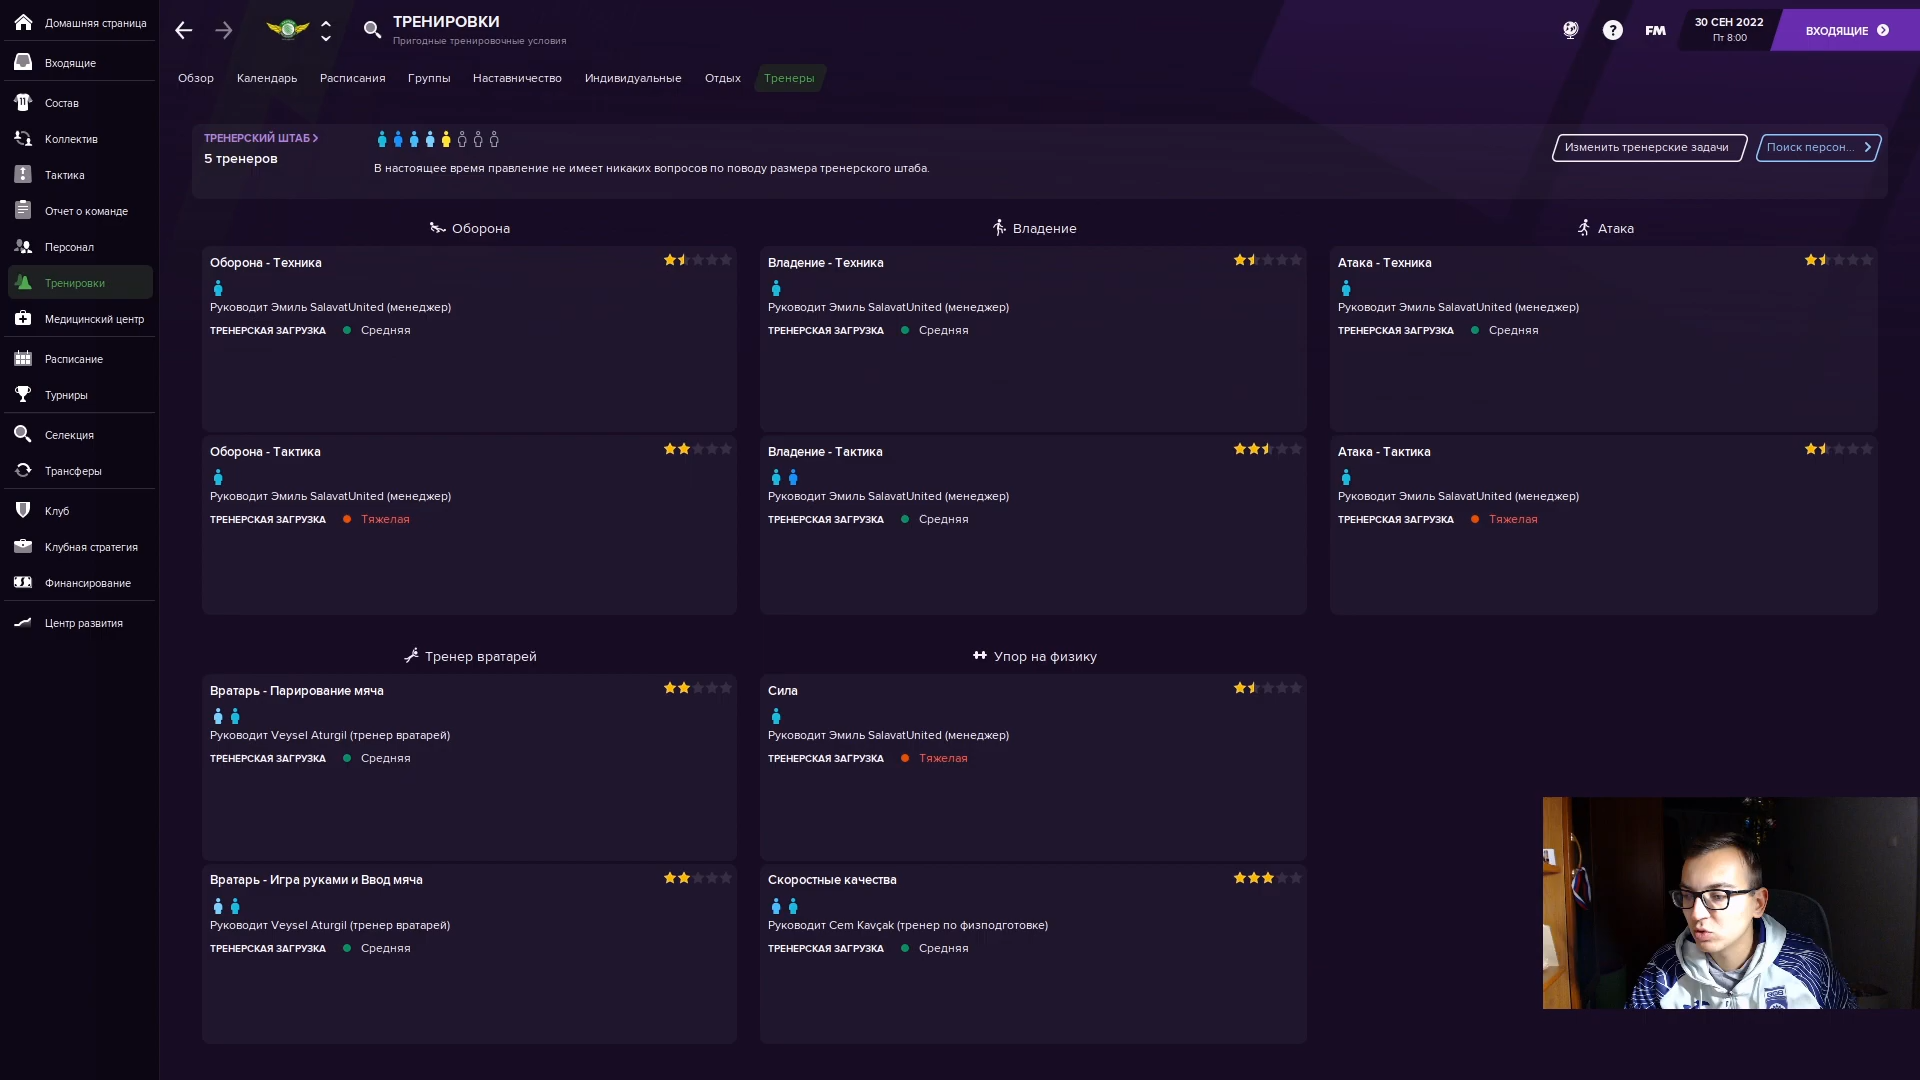 Домашняя страница
Входящие
Состав
Коллектив
Тактика
Отчет о команде
Персонал
Тренировки
Медицинский центр
Расписание
Турниры
Селекция
Трансферы
Клуб
Клубная стратегия
Финансирование
Центр развития
ТРЕНИРОВКИ
Пригодные тренировочные условия
FM
30 СЕН 2022
Пт 8:00
ВХОДЯЩИЕ
Обзор Календарь Расписания Группы Наставничество Индивидуальные Отдых Тренеры
ТРЕНЕРСКИЙ ШТАБ
5 тренеров
В настоящее время правление не имеет никаких вопросов по поводу размера тренерского штаба.
Изменить тренерские задачи
Поиск персон...
Оборона
Оборона - Техника
Руководит Эмиль SalavatUnited (менеджер)
ТРЕНЕРСКАЯ ЗАГРУЗКА Средняя
Оборона - Тактика
Руководит Эмиль SalavatUnited (менеджер)
ТРЕНЕРСКАЯ ЗАГРУЗКА Тяжелая
Владение
Владение - Техника
Руководит Эмиль SalavatUnited (менеджер)
ТРЕНЕРСКАЯ ЗАГРУЗКА Средняя
Владение - Тактика
Руководит Эмиль SalavatUnited (менеджер)
ТРЕНЕРСКАЯ ЗАГРУЗКА Средняя
Атака
Атака - Техника
Руководит Эмиль SalavatUnited (менеджер)
ТРЕНЕРСКАЯ ЗАГРУЗКА Средняя
Атака - Тактика
Руководит Эмиль SalavatUnited (менеджер)
ТРЕНЕРСКАЯ ЗАГРУЗКА Тяжелая
Тренер вратарей
Вратарь - Парирование мяча
Руководит Veysel Aturgil (тренер вратарей)
ТРЕНЕРСКАЯ ЗАГРУЗКА Средняя
Вратарь - Игра руками и Ввод мяча
Руководит Veysel Aturgil (тренер вратарей)
ТРЕНЕРСКАЯ ЗАГРУЗКА Средняя
Упор на физику
Сила
Руководит Эмиль SalavatUnited (менеджер)
ТРЕНЕРСКАЯ ЗАГРУЗКА Тяжелая
Скоростные качества
Руководит Cem Kavçak (тренер по физподготовке)
ТРЕНЕРСКАЯ ЗАГРУЗКА Средняя